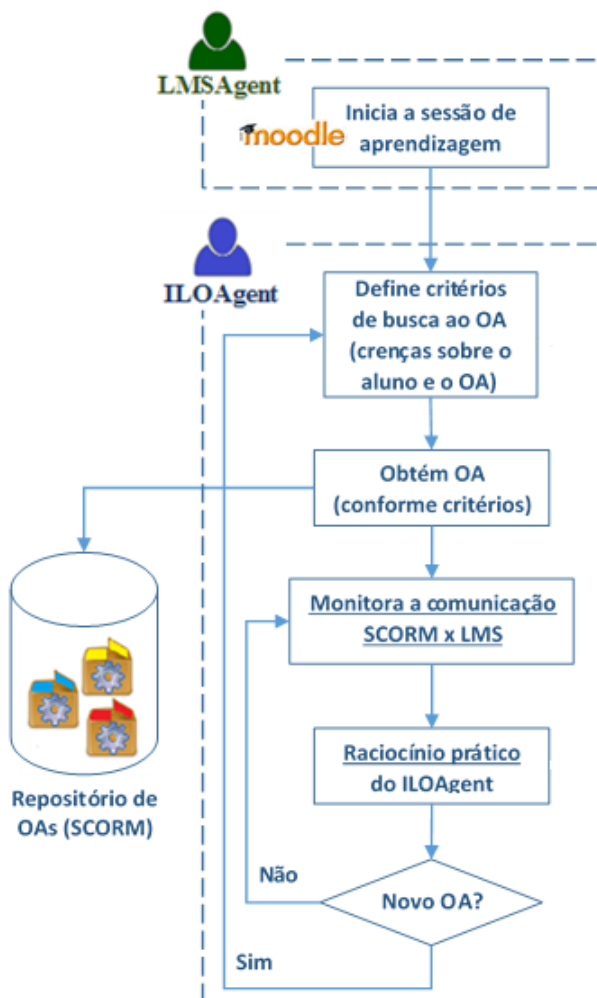 LMSAgent
moodle
Inicia a sessão de
aprendizagem
ILOAgent
Define critérios
de busca ao OA
(crenças sobre o
aluno e o OA)
Obtém OA
(conforme critérios)
Monitora a comunicação
SCORM x LMS
Raciocínio prático
do ILOAgent
Repositório de
OAs (SCORM)
Não
Novo OA?
Sim